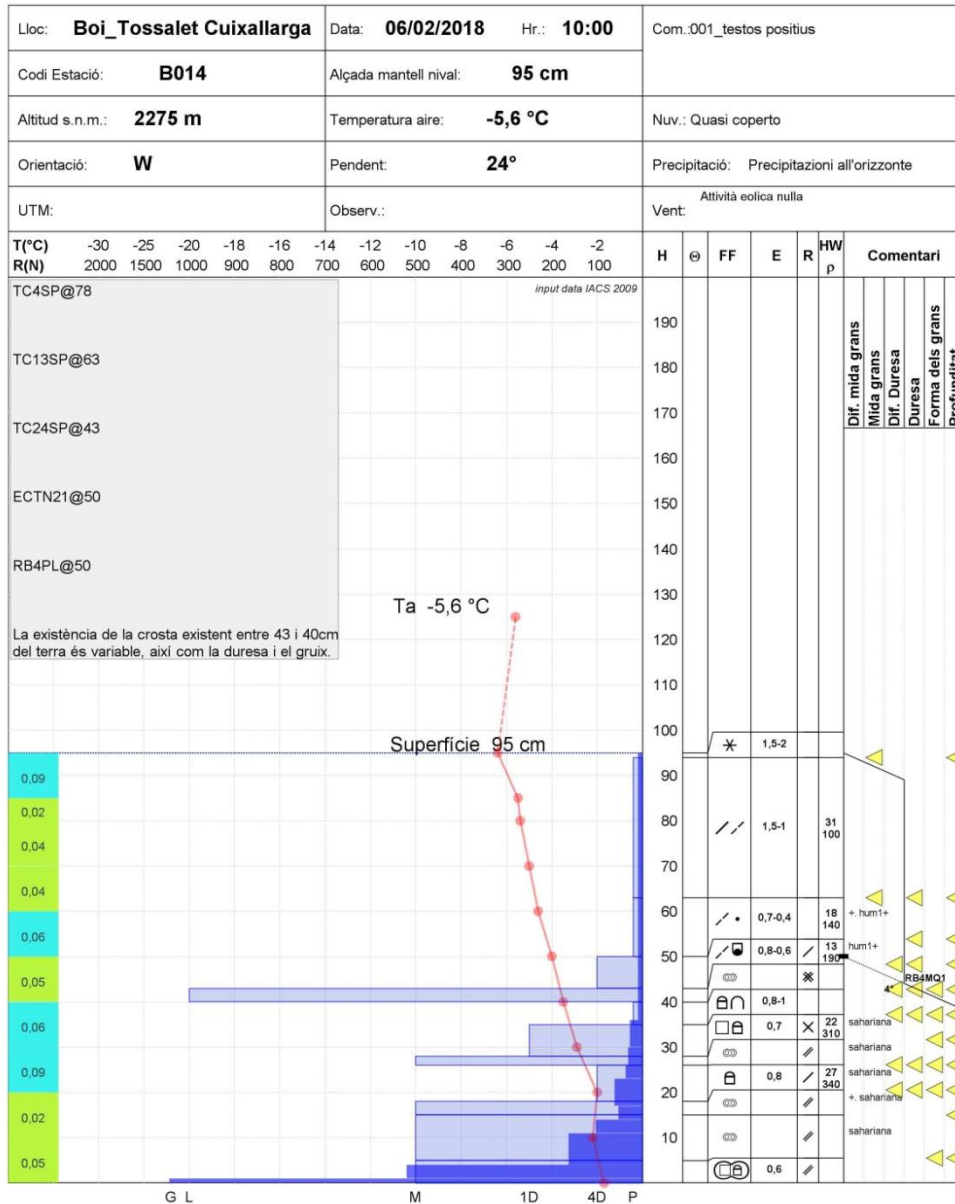 Lloc: Boi_Tossalet Cuixallarga Data: 06/02/2018 Hr.: 10:00 Com.:001_testos positius
Codi Estació: B014 Alçada mantell nival: 95 cm
Altitud s.n.m.: 2275 m Temperatura aire: -5,6 °C Nuv.: Quasi coperto
Orientació: W Pendent: 24° Precipitació: Precipitazioni all'orizzonte
UTM: Observ.: Vent: Attività eolica nulla
T(°C) -30 -25 -20 -18 -16 -14 -12 -10 -8 -6 -4 -2 H Θ FF E R HW Comentari
R(N) 2000 1500 1000 900 800 700 600 500 400 300 200 100 ρ
TC4SP@78 input data IACS 2009
Dif. mida grans
Mida grans
Dif. Duresa
Duresa
Forma dels grans
Profunditat
190
TC13SP@63
180
170
TC24SP@43
160
ECTN21@50
150
140
RB4PL@50
130
Ta -5,6 °C
La existència de la crosta existent entre 43 i 40cm
120
del terra és variable, així com la duresa i el gruix.
110
100
Superfície 95 cm 1,5-2
0,09 90
0,02 80 1,5-1 31
100
0,04
70
0,04
60 0,7-0,4 18 +. hum1+
140
0,06
50 0,8-0,6 13 hum1+
190
0,05 RB4MQ1
4°
40 0,8-1
0,06 0,7 22 sahariana
310
30 sahariana
0,09 0,8 27 sahariana
340
20 +. sahariana
0,02
10 sahariana
0,05 0,6
G L M 1D 4D P